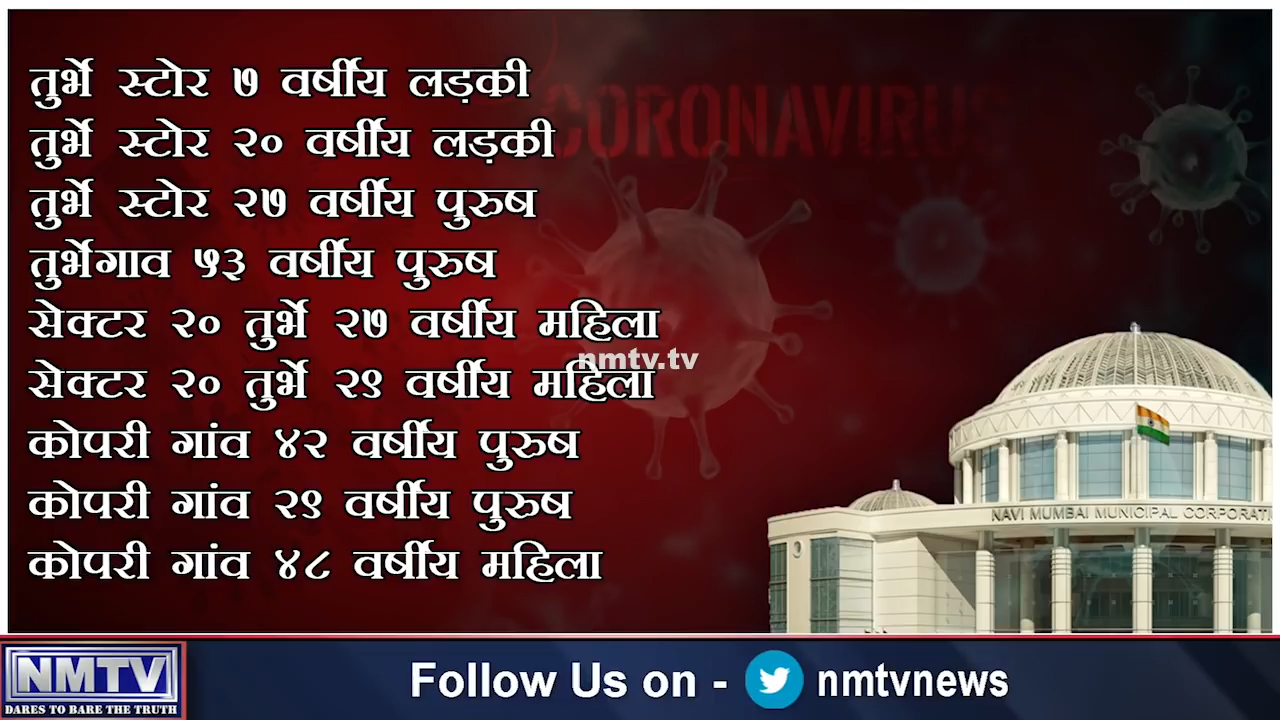 CORONAVIRUS
तुर्भे स्टोर ७ वर्षीय लड़की
तुर्भे स्टोर २० वर्षीय लड़की
तुर्भे स्टोर २७ वर्षीय पुरुष
तुर्भेगाव ५३ वर्षीय पुरुष
सेक्टर २० तुर्भे २७ वर्षीय महिला
nmtv.tv
सेक्टर २० तुर्भे २९ वर्षीय महिला
कोपरी गांव ४२ वर्षीय पुरुष
कोपरी गांव २९ वर्षीय पुरुष
कोपरी गांव ४८ वर्षीय महिला
NAVI MUMBAI MUNICIPAL CORPORATI
NMTV
DARES TO BARE THE TRUTH
Follow Us on - nmtvnews